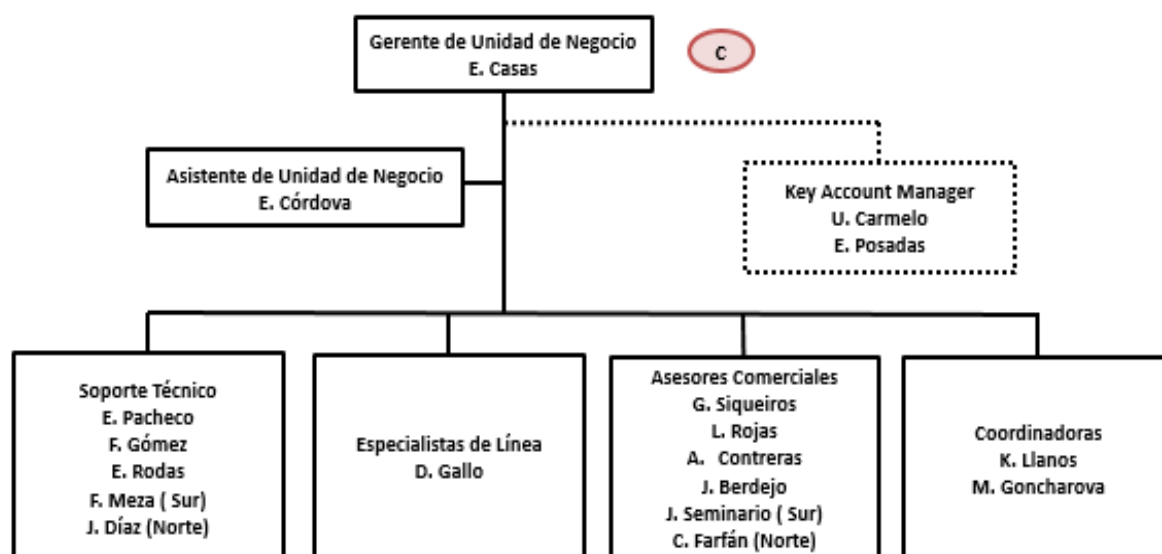 Gerente de Unidad de Negocio
E. Casas
C
Asistente de Unidad de Negocio
E. Córdova
Key Account Manager
U. Carmelo
E. Posadas
Soporte Técnico
E. Pacheco
F. Gómez
E. Rodas
F. Meza ( Sur)
J. Díaz (Norte)
Especialistas de Línea
D. Gallo
Asesores Comerciales
G. Siqueiros
L. Rojas
A. Contreras
J. Berdejo
J. Seminario ( Sur)
C. Farfán (Norte)
Coordinadoras
K. Llanos
M. Goncharova